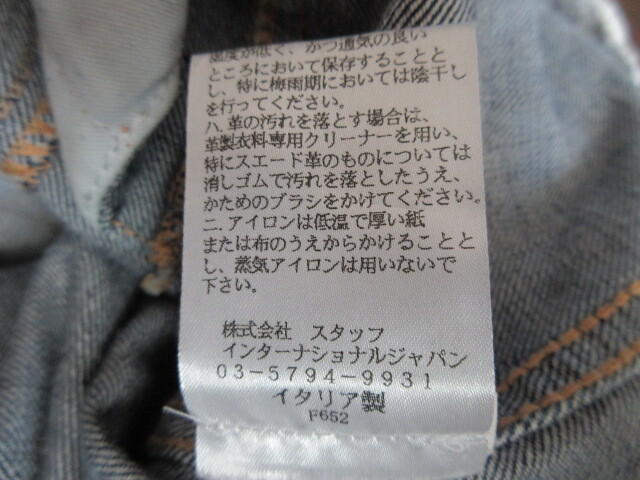 湿度が低く、かつ通気の良い
ところにおいて保存することと
し、特に梅雨期においては陰干し
を行ってください。
ハ.革の汚れを落とす場合は、
革製衣料専用クリーナーを用い、
特にスエード革のものについては
消しゴムで汚れを落としたうえ、
かためのブラシをかけてください。
ニ.アイロンは低温で厚い紙
または布のうえからかけることと
し、蒸気アイロンは用いないで
下さい。
株式会社 スタッフ
インターナショナルジャパン
03-5794-9931
イタリア製
F652